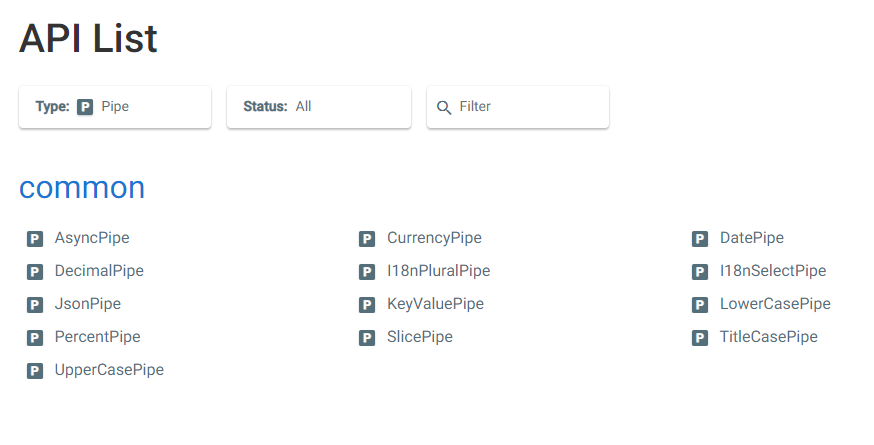 API List
Type: P Pipe Status: All Filter
common
P AsyncPipe P CurrencyPipe P DatePipe
P DecimalPipe P I18nPluralPipe P I18nSelectPipe
P JsonPipe P KeyValuePipe P LowerCasePipe
P PercentPipe P SlicePipe P TitleCasePipe
P UpperCasePipe